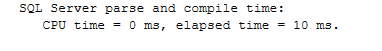 SQL Server parse and compile time:
CPU time = 0 ms, elapsed time = 10 ms.